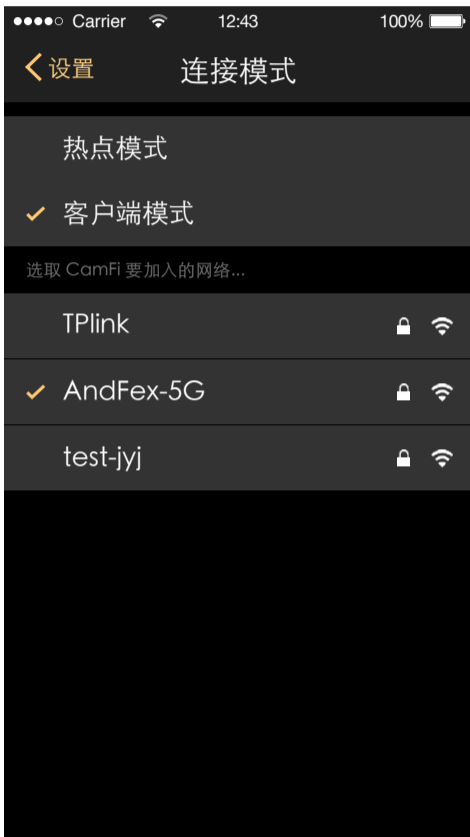 Carrier 12:43 100%
设置 连接模式
热点模式
客户端模式
选取 CamFi 要加入的网络...
TPlink
AndFex-5G
test-jyj